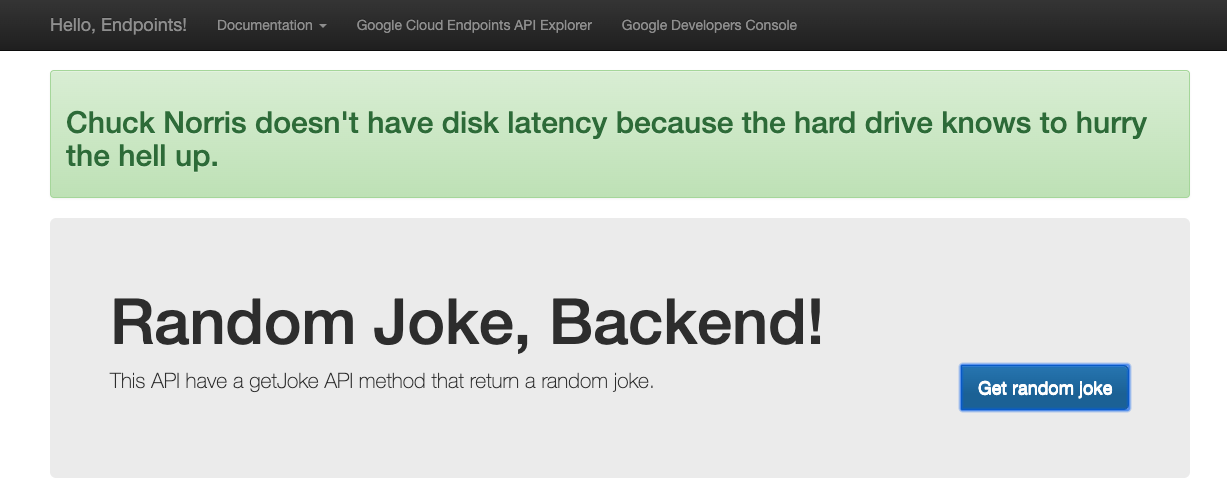 Hello, Endpoints! Documentation Google Cloud Endpoints API Explorer Google Developers Console
Chuck Norris doesn't have disk latency because the hard drive knows to hurry
the hell up.
Random Joke, Backend!
This API have a getJoke API method that return a random joke.
Get random joke